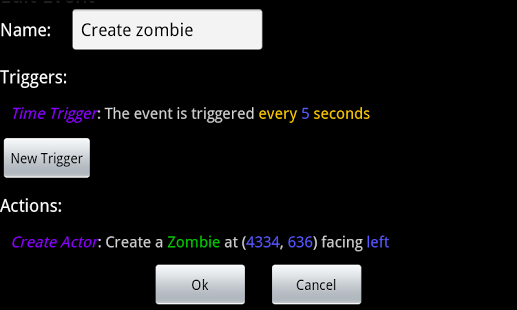 Name: Create zombie
Triggers:
Time Trigger: The event is triggered every 5 seconds
New Trigger
Actions:
Create Actor: Create a Zombie at (4334, 636) facing left
Ok Cancel